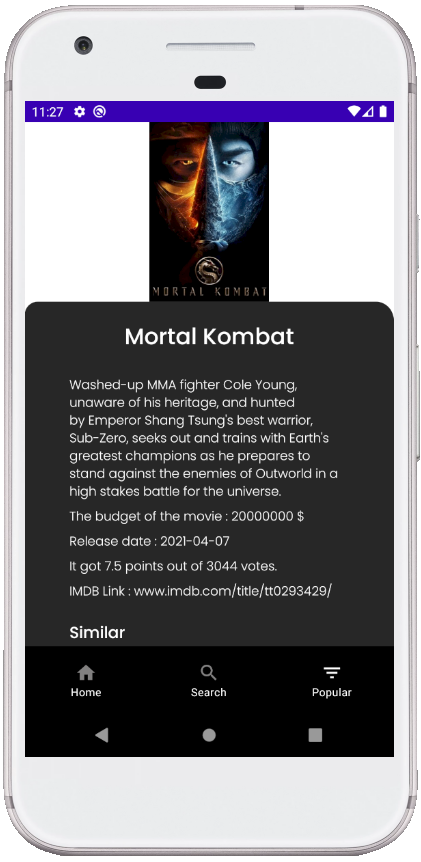 11:27
MORTAL KOMBAT
Mortal Kombat
Washed-up MMA fighter Cole Young,
unaware of his heritage, and hunted
by Emperor Shang Tsung's best warrior,
Sub-Zero, seeks out and trains with Earth's
greatest champions as he prepares to
stand against the enemies of Outworld in a
high stakes battle for the universe.
The budget of the movie : 20000000 $
Release date : 2021-04-07
It got 7.5 points out of 3044 votes.
IMDB Link : www.imdb.com/title/tt0293429/
Similar
Home Search Popular